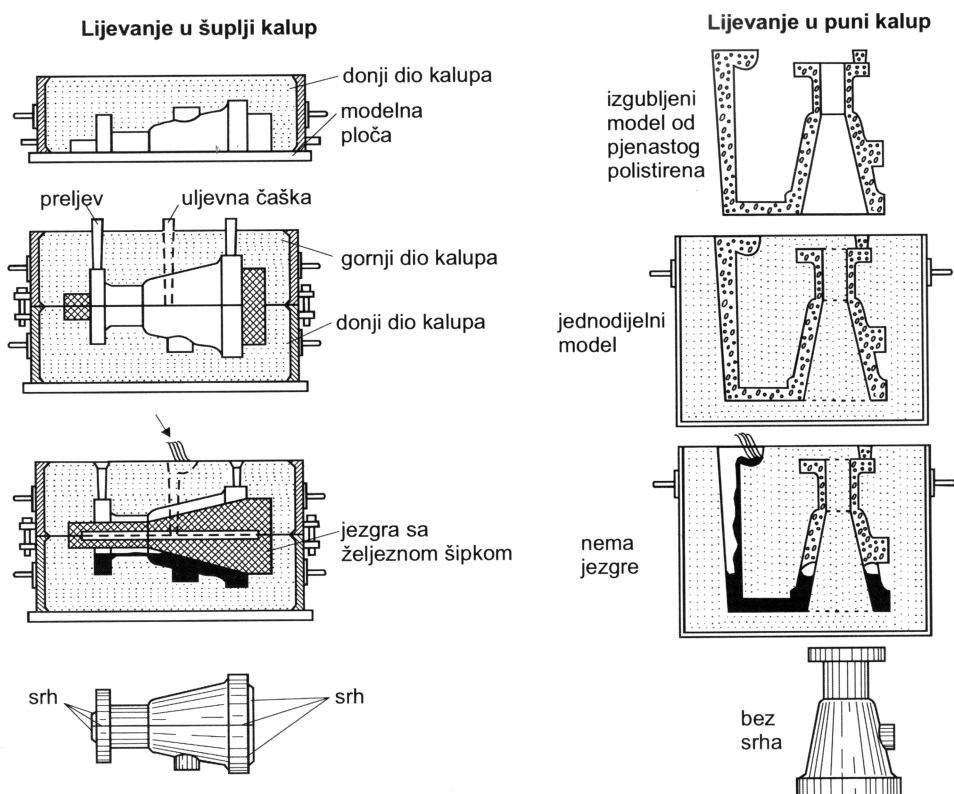 Lijevanje u šuplji kalup
donji dio kalupa
modelna
ploča
preljev
uljevna čaška
gornji dio kalupa
donji dio kalupa
jezgra sa
željeznom šipkom
srh
srh
Lijevanje u puni kalup
izgubljeni
model od
pjenastog
polistirena
jednodijelni
model
nema
jezgre
bez
srha